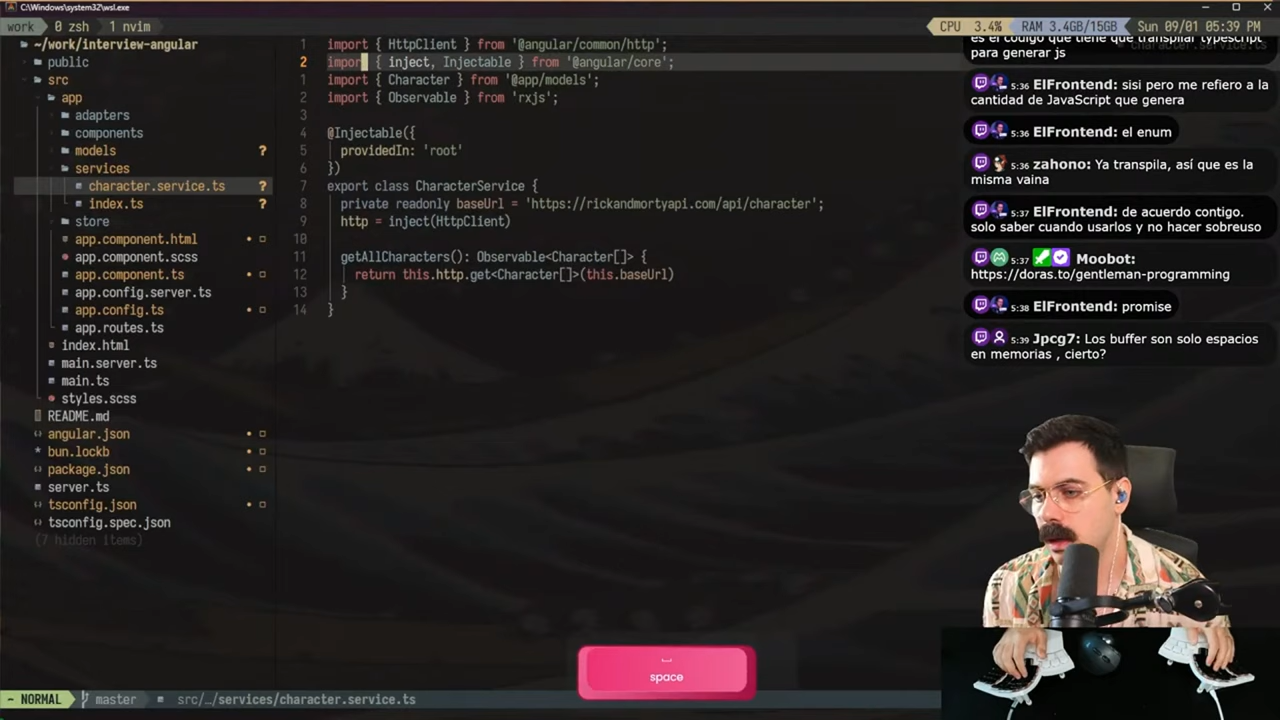 C:\Windows\system32\wsl.exe
work 0 zsh 1 nvim
CPU 3.4% RAM 3.4GB/15GB Sun 09/01 05:39 PM
~/work/interview-angular
public
src
app
adapters
components
models ?
services
character.service.ts ?
index.ts ?
store
app.component.html
app.component.scss
app.component.ts
app.config.server.ts
app.config.ts
app.routes.ts
index.html
main.server.ts
main.ts
styles.scss
README.md
angular.json
bun.lockb
package.json
server.ts
tsconfig.json
tsconfig.spec.json
(7 hidden items)
1 import { HttpClient } from '@angular/common/http';
2 import { inject, Injectable } from '@angular/core';
1 import { Character } from '@app/models';
2 import { Observable } from 'rxjs';
3
4 @Injectable({
5 providedIn: 'root'
6 })
7 export class CharacterService {
8 private readonly baseUrl = 'https://rickandmortyapi.com/api/character';
9 http = inject(HttpClient)
10
11 getAllCharacters(): Observable<Character[]> {
12 return this.http.get<Character[]>(this.baseUrl)
13 }
14 }
es el código que tiene que transpilar typescript
para generar js
character.service.ts
5:36 ElFrontend: sisi pero me refiero a la
cantidad de JavaScript que genera
5:36 ElFrontend: el enum
5:36 zahono: Ya transpila, así que es la
misma vaina
5:37 ElFrontend: de acuerdo contigo.
solo saber cuando usarlos y no hacer sobreuso
5:37 Moobot:
https://doras.to/gentleman-programming
5:38 ElFrontend: promise
5:39 Jpcg7: Los buffer son solo espacios
en memorias , cierto?
space
~ NORMAL master src/…/services/character.service.ts